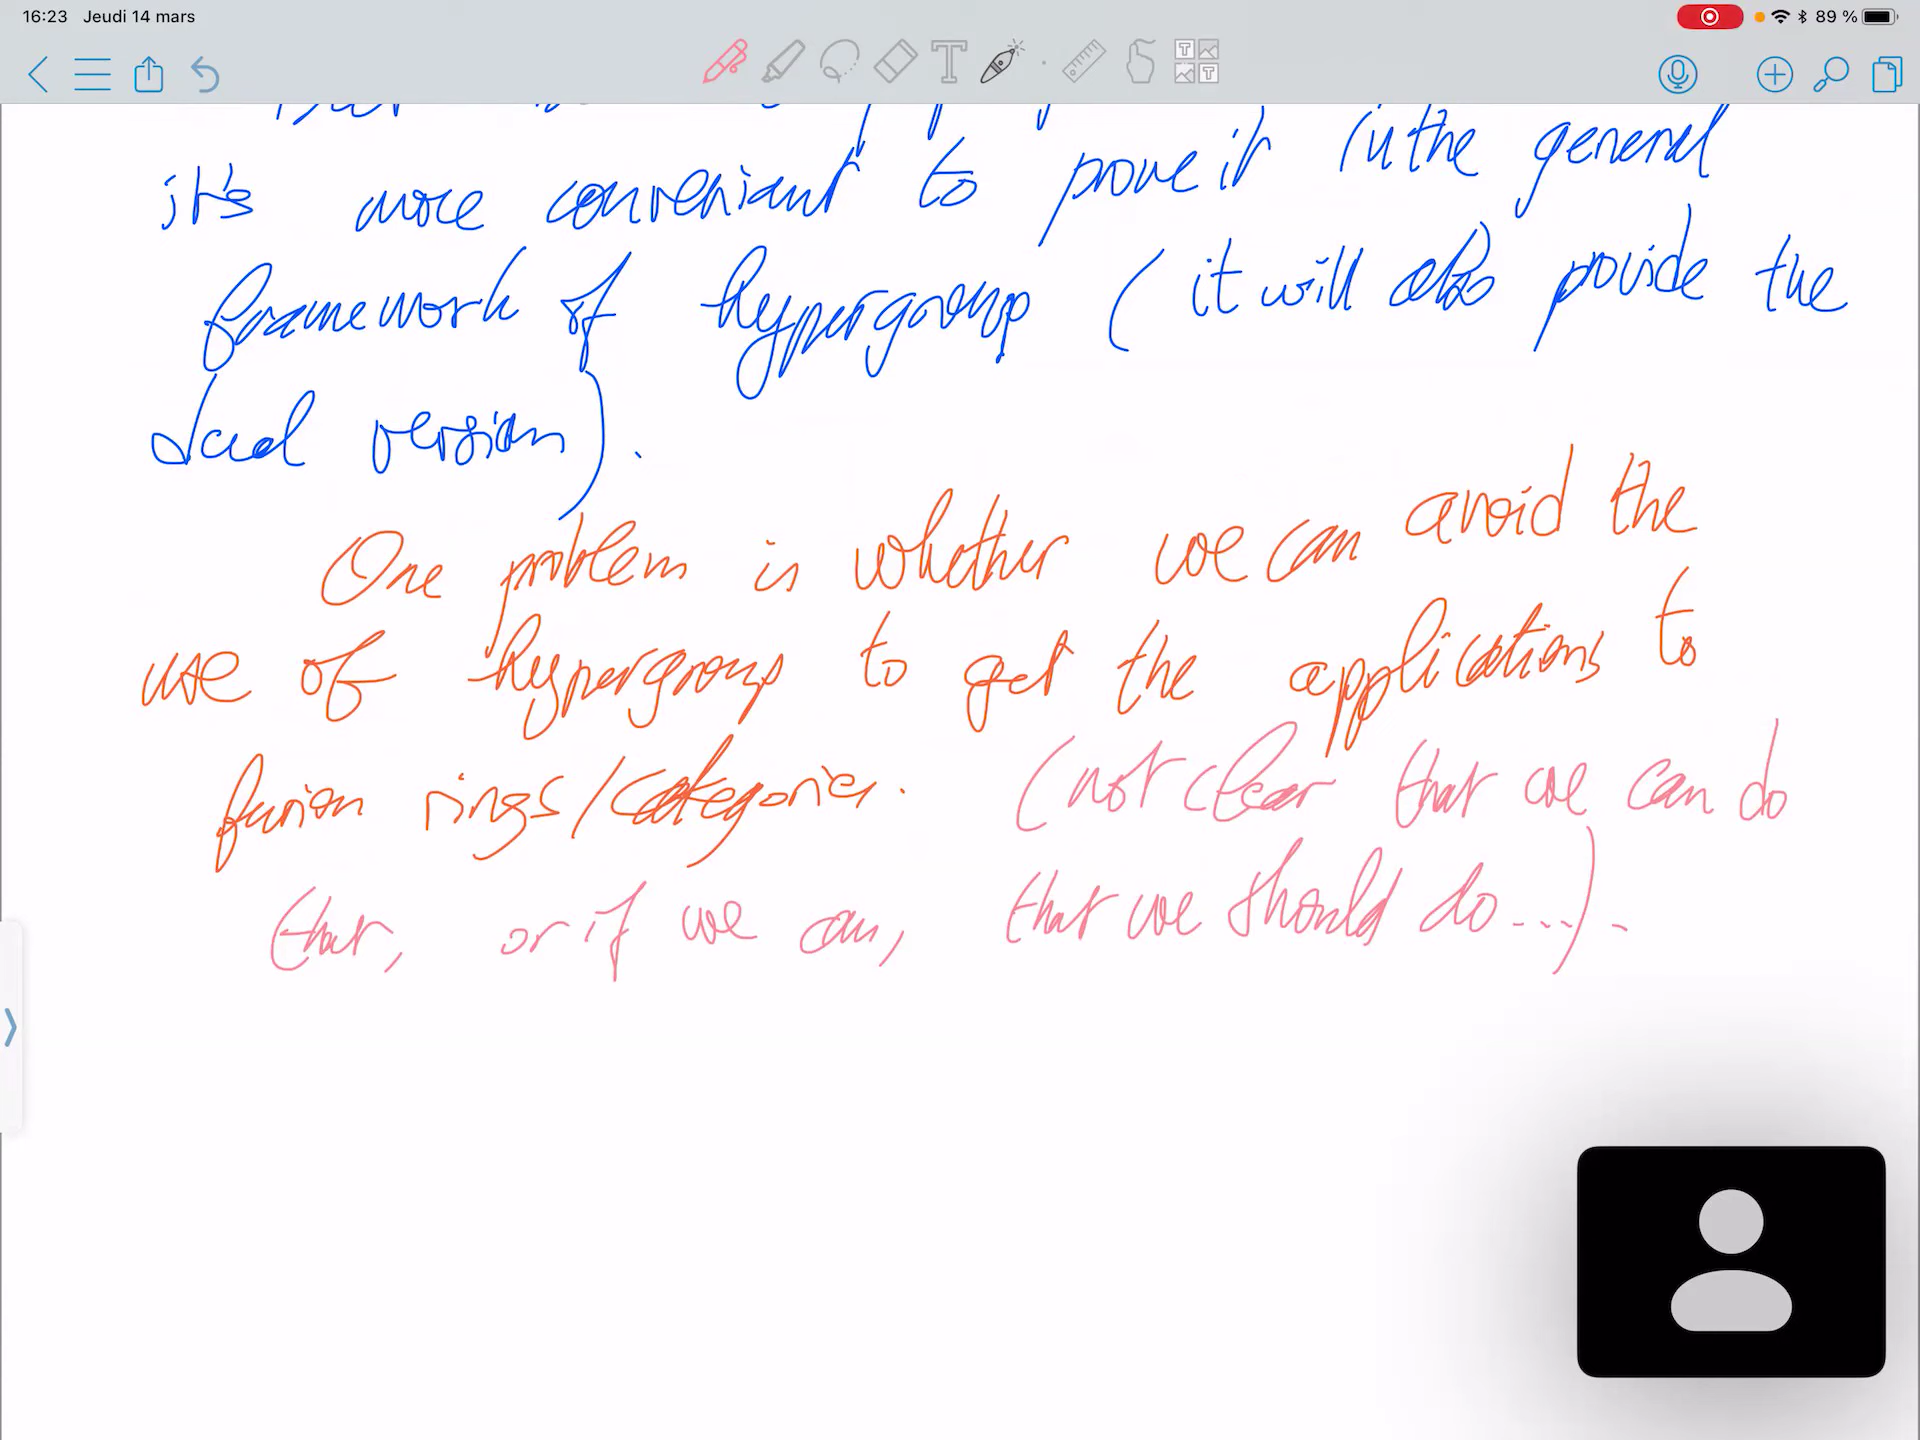 16:23 Jeudi 14 mars 89 %
it's more convenient to prove it in the general
framework of hypergroup (it will also provide the
dual version).
One problem is whether we can avoid the
use of hypergroup to get the applications to
fusion rings/categories. (not clear that we can do
that, or if we can, that we should do...).